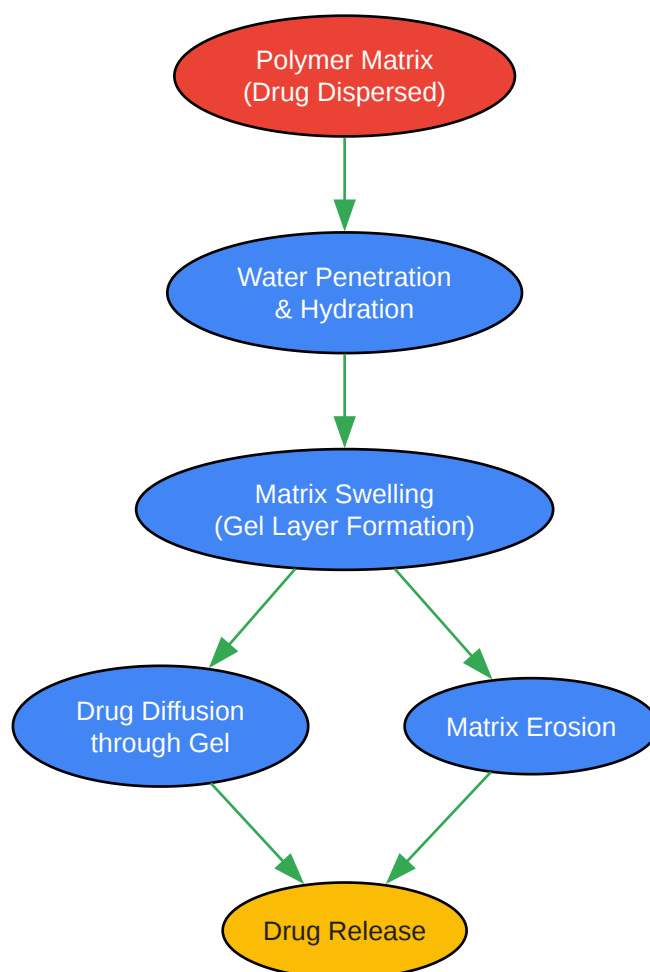 Polymer Matrix
(Drug Dispersed)
Water Penetration
& Hydration
Matrix Swelling
(Gel Layer Formation)
Drug Diffusion
through Gel
Matrix Erosion
Drug Release